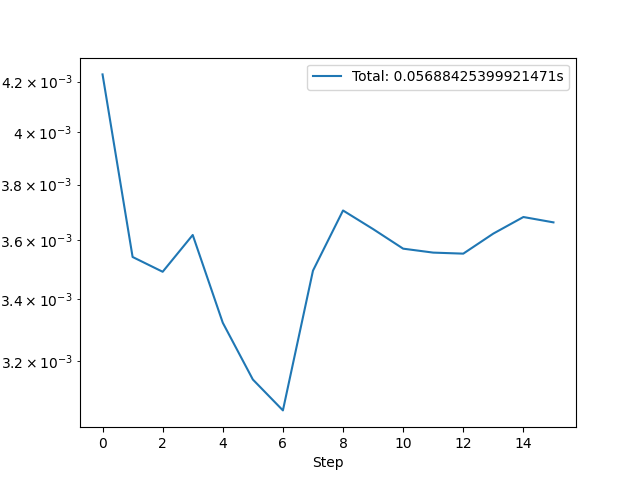 Total: 0.05688425399921471s
4.2 × 10⁻³
4 × 10⁻³
3.8 × 10⁻³
3.6 × 10⁻³
3.4 × 10⁻³
3.2 × 10⁻³
0 2 4 6 8 10 12 14
Step